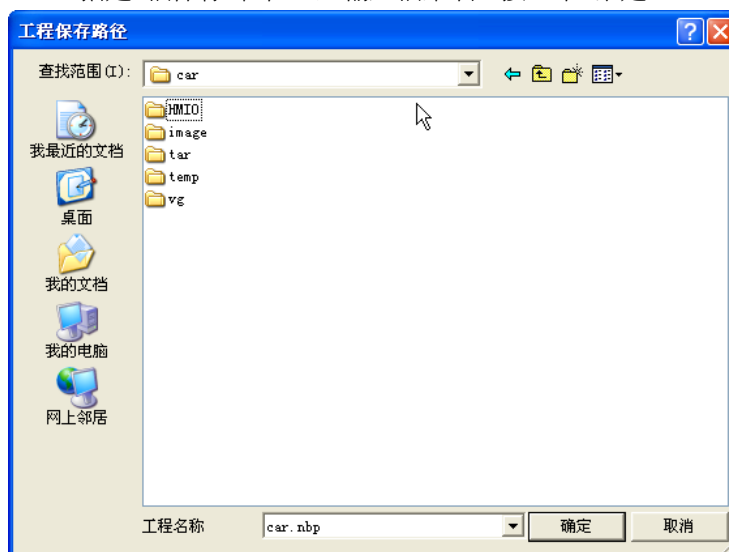 工程保存路径
查找范围(I):
car
HMI0
image
tar
temp
vg
我最近的文档
桌面
我的文档
我的电脑
网上邻居
工程名称
car.nbp
确定
取消